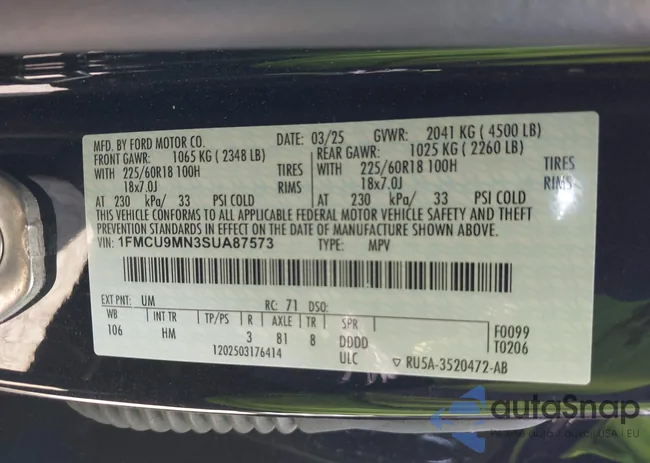 MFD. BY FORD MOTOR CO. DATE: 03/25 GVWR: 2041 KG ( 4500 LB)
FRONT GAWR: 1065 KG ( 2348 LB) REAR GAWR: 1025 KG ( 2260 LB)
WITH 225/60R18 100H TIRES WITH 225/60R18 100H TIRES
18x7.0J RIMS 18x7.0J RIMS
AT 230 kPa/ 33 PSI COLD AT 230 kPa/ 33 PSI COLD
THIS VEHICLE CONFORMS TO ALL APPLICABLE FEDERAL MOTOR VEHICLE SAFETY AND THEFT
PREVENTION STANDARDS IN EFFECT ON THE DATE OF MANUFACTURE SHOWN ABOVE.
VIN: 1FMCU9MN3SUA87573 TYPE: MPV
EXT PNT: UM RC: 71 DSO:
WB INT TR TP/PS R AXLE TR SPR F0099
106 HM 3 81 8 DDDD T0206
1202503176414 ULC ▽ RU5A-3520472-AB
autoSnap